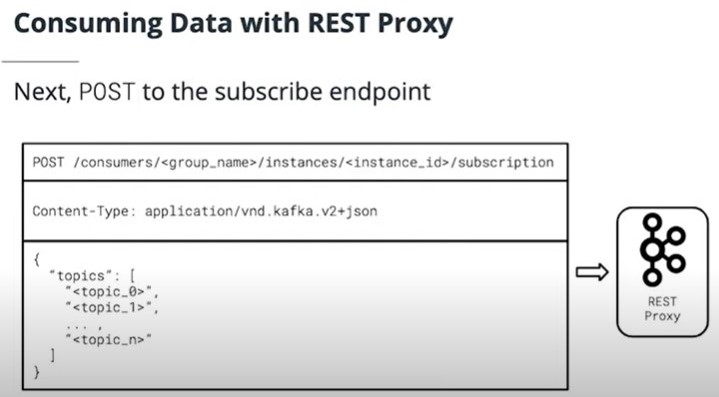 Consuming Data with REST Proxy
Next, POST to the subscribe endpoint
POST /consumers/<group_name>/instances/<instance_id>/subscription
Content-Type: application/vnd.kafka.v2+json
{
"topics": [
"<topic_0>",
"<topic_1>",
... ,
"<topic_n>"
]
}
REST
Proxy